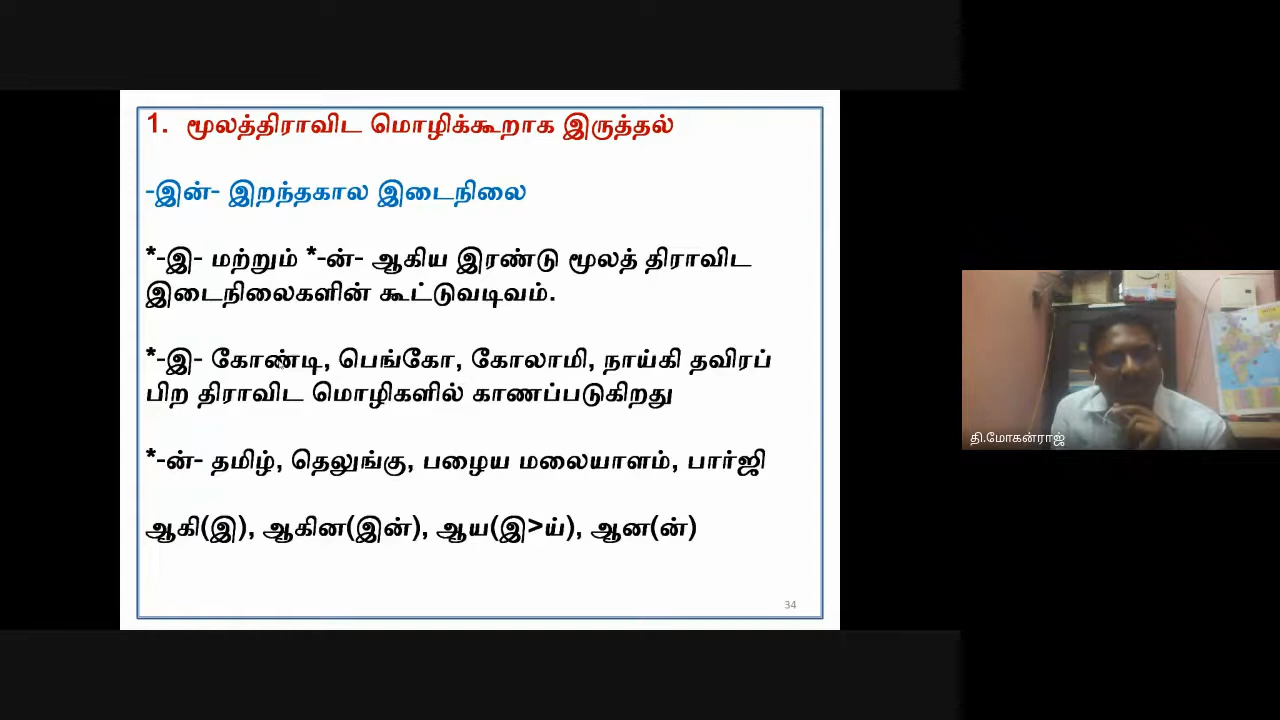 1. மூலத்திராவிட மொழிக்கூறாக இருத்தல்
-இன்- இறந்தகால இடைநிலை
*-இ- மற்றும் *-ன்- ஆகிய இரண்டு மூலத் திராவிட
இடைநிலைகளின் கூட்டுவடிவம்.
*-இ- கோண்டி, பெங்கோ, கோலாமி, நாய்கி தவிரப்
பிற திராவிட மொழிகளில் காணப்படுகிறது
*-ன்- தமிழ், தெலுங்கு, பழைய மலையாளம், பார்ஜி
ஆகி(இ), ஆகின(இன்), ஆய(இ>ய்), ஆன(ன்)
34
தி.மோகன்ராஜ்